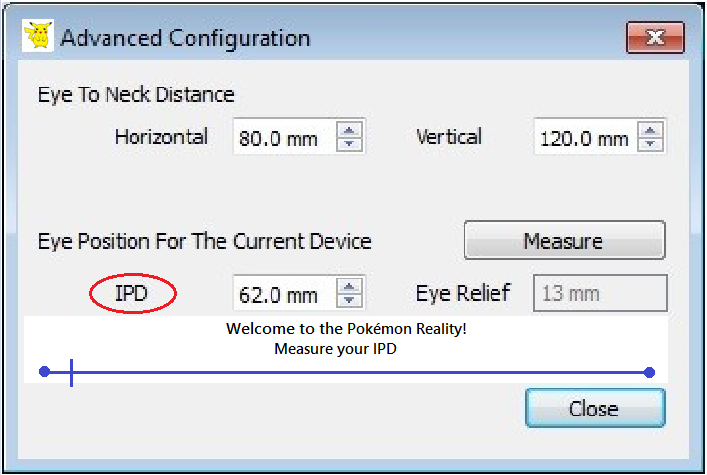 Advanced Configuration
Eye To Neck Distance
Horizontal 80.0 mm Vertical 120.0 mm
Eye Position For The Current Device Measure
IPD 62.0 mm Eye Relief 13 mm
Welcome to the Pokémon Reality!
Measure your IPD
Close